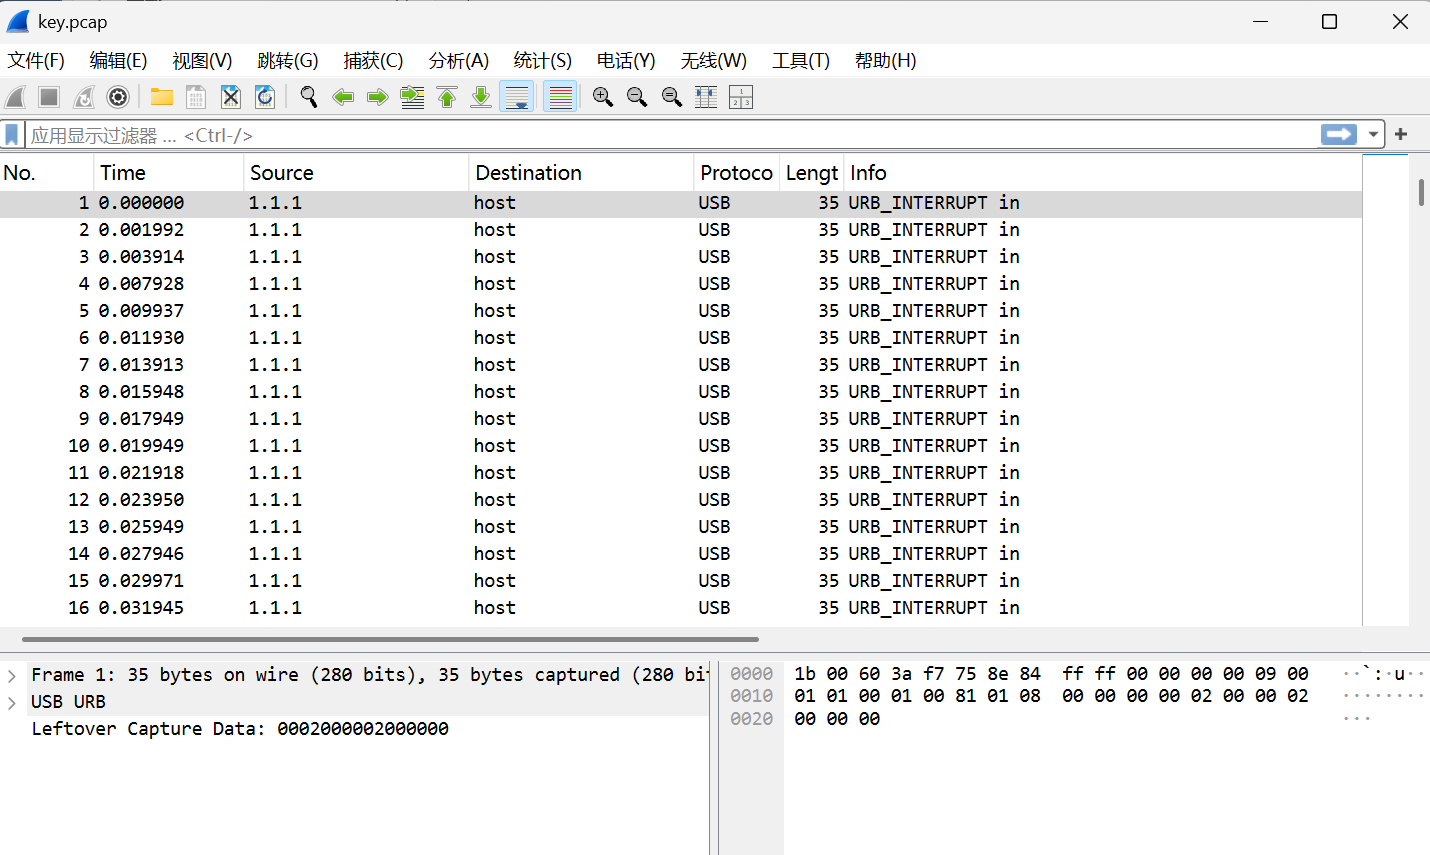 key.pcap
文件(F) 编辑(E) 视图(V) 跳转(G) 捕获(C) 分析(A) 统计(S) 电话(Y) 无线(W) 工具(T) 帮助(H)
应用显示过滤器 … <Ctrl-/>
No. Time Source Destination Protoco Lengt Info
1 0.000000 1.1.1 host USB 35 URB_INTERRUPT in
2 0.001992 1.1.1 host USB 35 URB_INTERRUPT in
3 0.003914 1.1.1 host USB 35 URB_INTERRUPT in
4 0.007928 1.1.1 host USB 35 URB_INTERRUPT in
5 0.009937 1.1.1 host USB 35 URB_INTERRUPT in
6 0.011930 1.1.1 host USB 35 URB_INTERRUPT in
7 0.013913 1.1.1 host USB 35 URB_INTERRUPT in
8 0.015948 1.1.1 host USB 35 URB_INTERRUPT in
9 0.017949 1.1.1 host USB 35 URB_INTERRUPT in
10 0.019949 1.1.1 host USB 35 URB_INTERRUPT in
11 0.021918 1.1.1 host USB 35 URB_INTERRUPT in
12 0.023950 1.1.1 host USB 35 URB_INTERRUPT in
13 0.025949 1.1.1 host USB 35 URB_INTERRUPT in
14 0.027946 1.1.1 host USB 35 URB_INTERRUPT in
15 0.029971 1.1.1 host USB 35 URB_INTERRUPT in
16 0.031945 1.1.1 host USB 35 URB_INTERRUPT in
Frame 1: 35 bytes on wire (280 bits), 35 bytes captured (280 bi
USB URB
Leftover Capture Data: 0002000002000000
0000 1b 00 60 3a f7 75 8e 84 ff ff 00 00 00 00 09 00 ··`:·u··
0010 01 01 00 01 00 81 01 08 00 00 00 00 02 00 00 02 ········
0020 00 00 00 ···